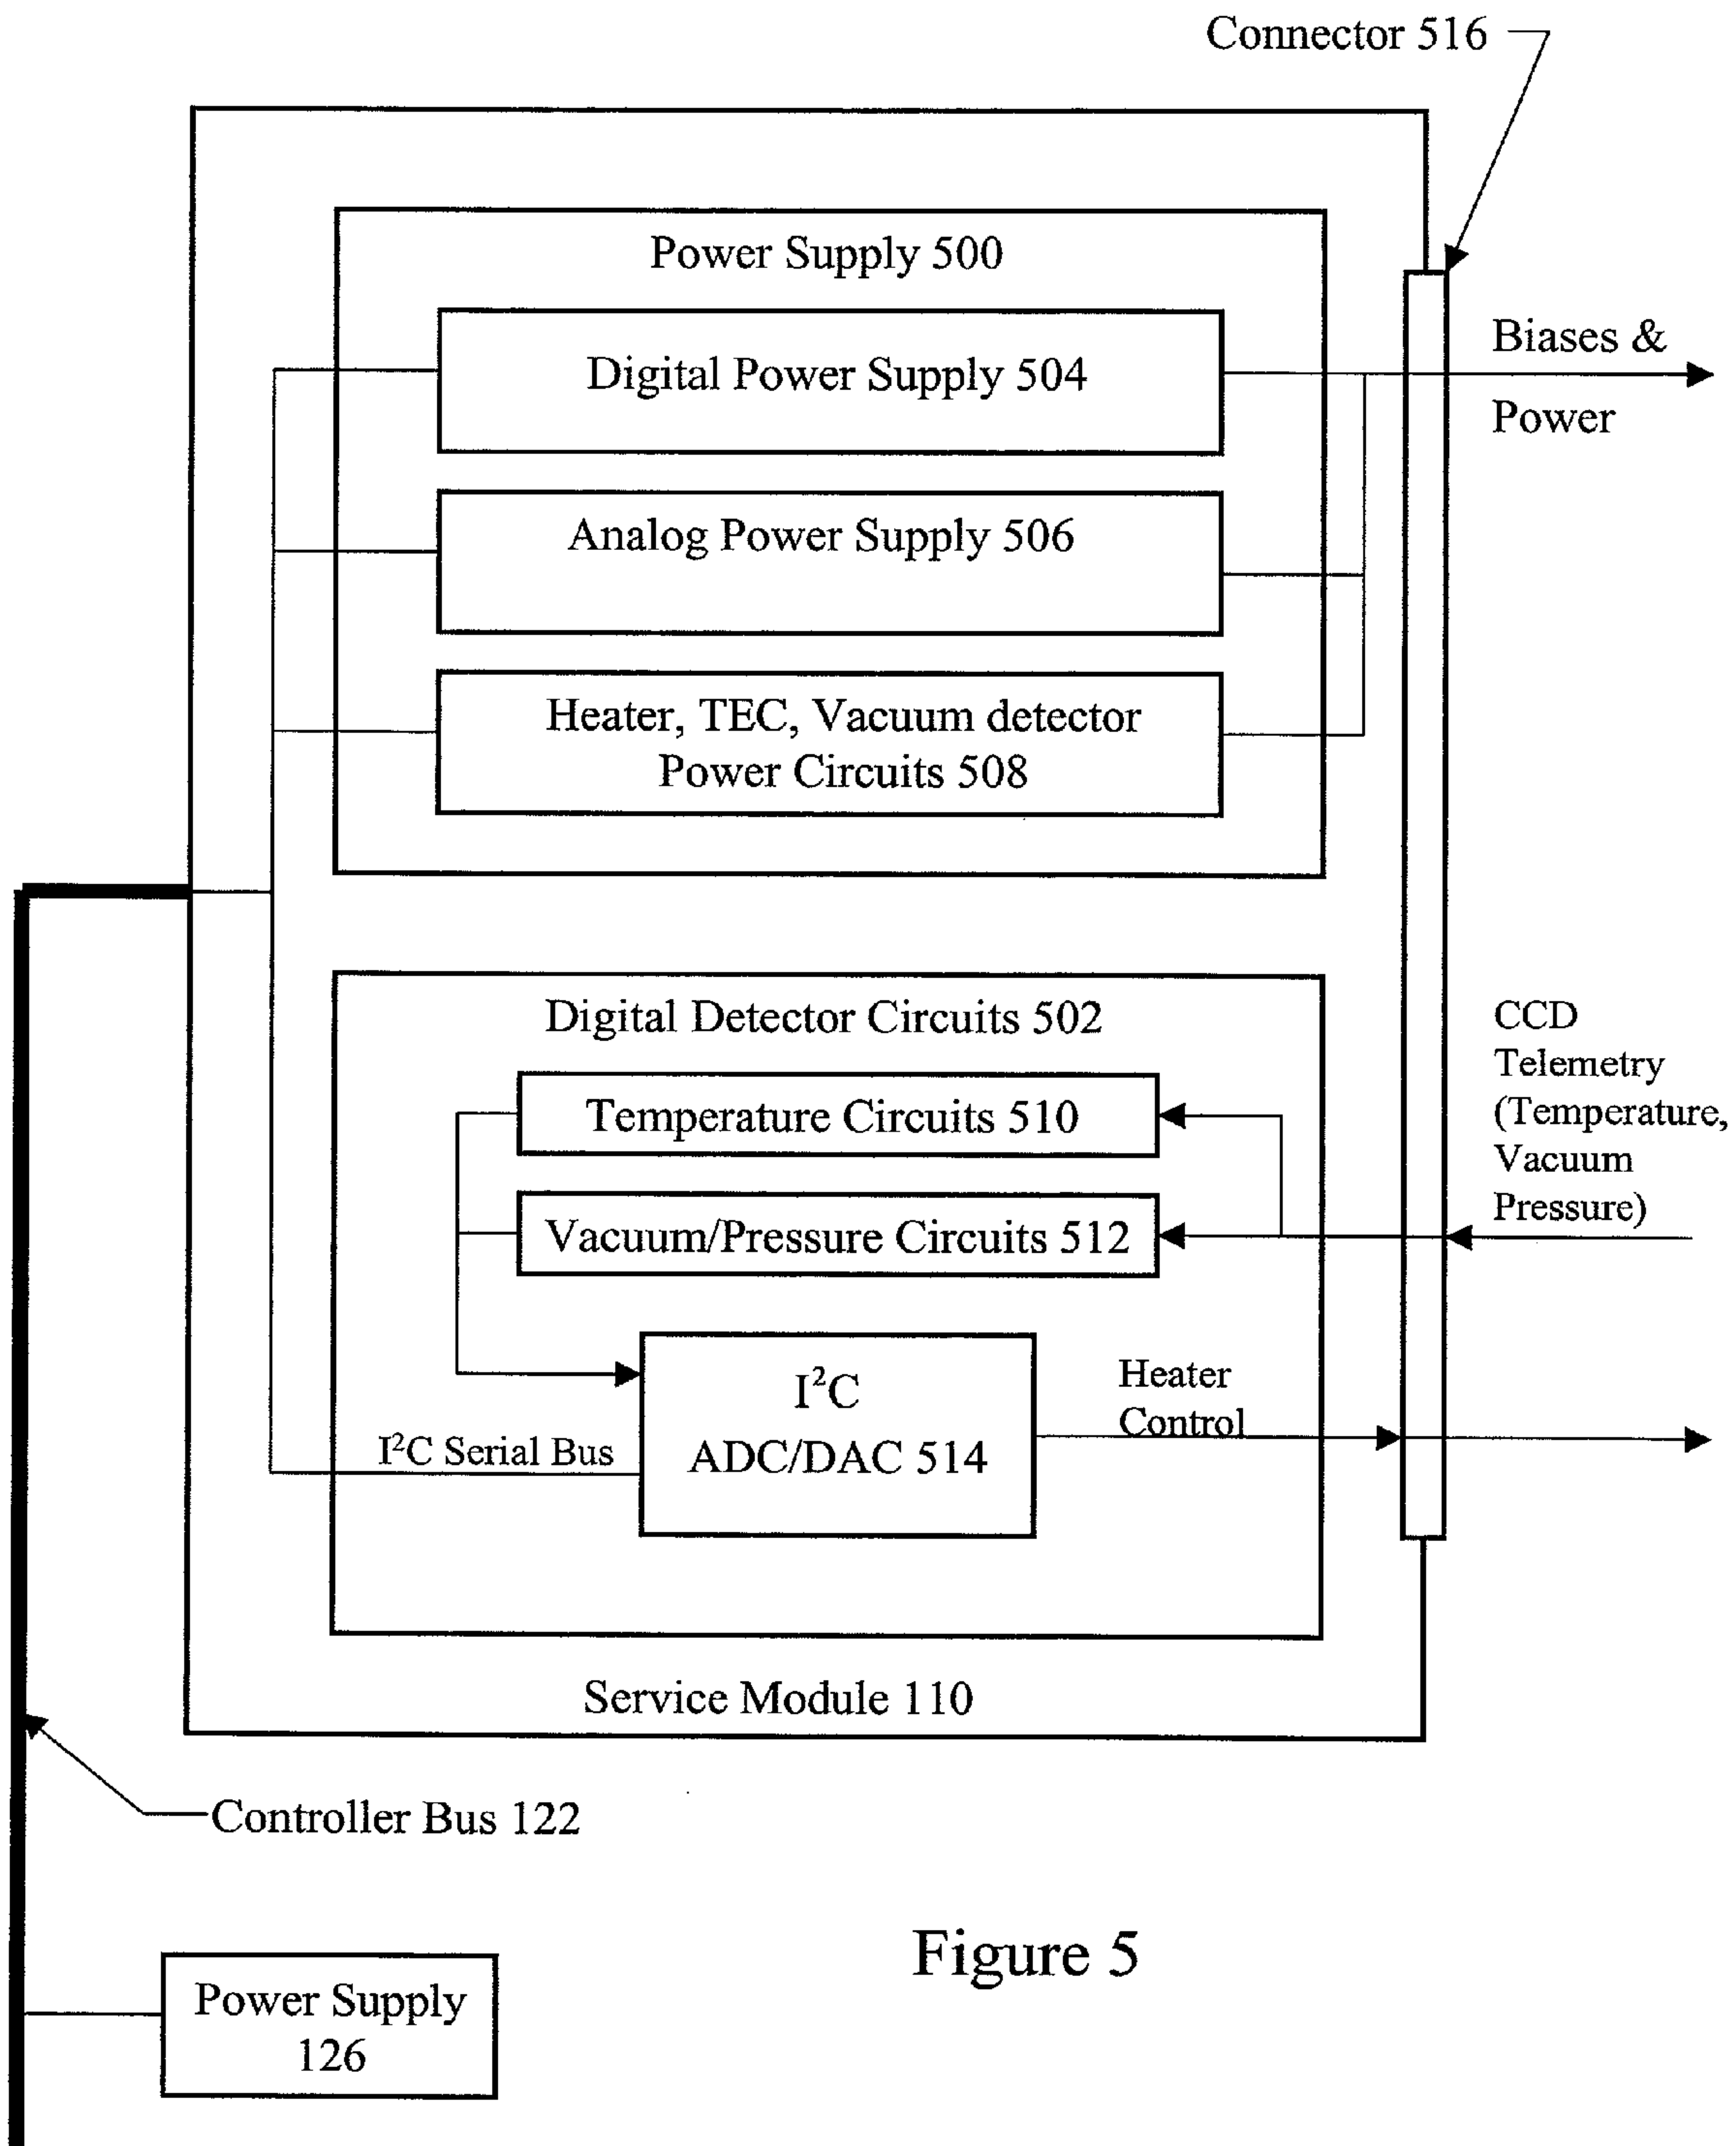 Connector 516
Power Supply 500
Digital Power Supply 504
Biases &
Power
Analog Power Supply 506
Heater, TEC, Vacuum detector
Power Circuits 508
Digital Detector Circuits 502
CCD
Telemetry
(Temperature,
Vacuum
Pressure)
Temperature Circuits 510
Vacuum/Pressure Circuits 512
I²C
ADC/DAC 514
Heater
Control
I²C Serial Bus
Service Module 110
Controller Bus 122
Figure 5
Power Supply
126